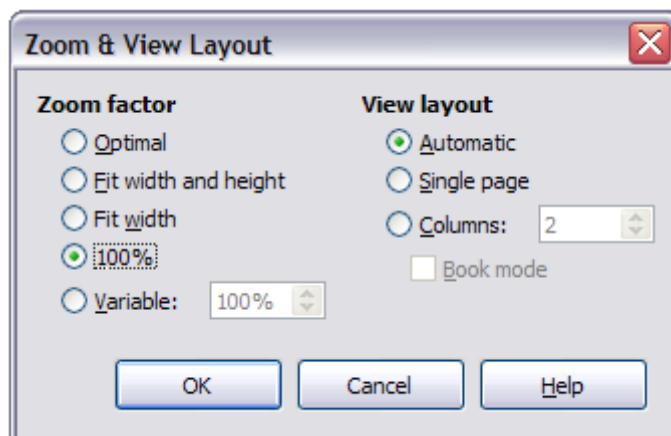 Zoom & View Layout
Zoom factor
Optimal
Fit width and height
Fit width
100%
Variable: 100%
View layout
Automatic
Single page
Columns: 2
Book mode
OK
Cancel
Help